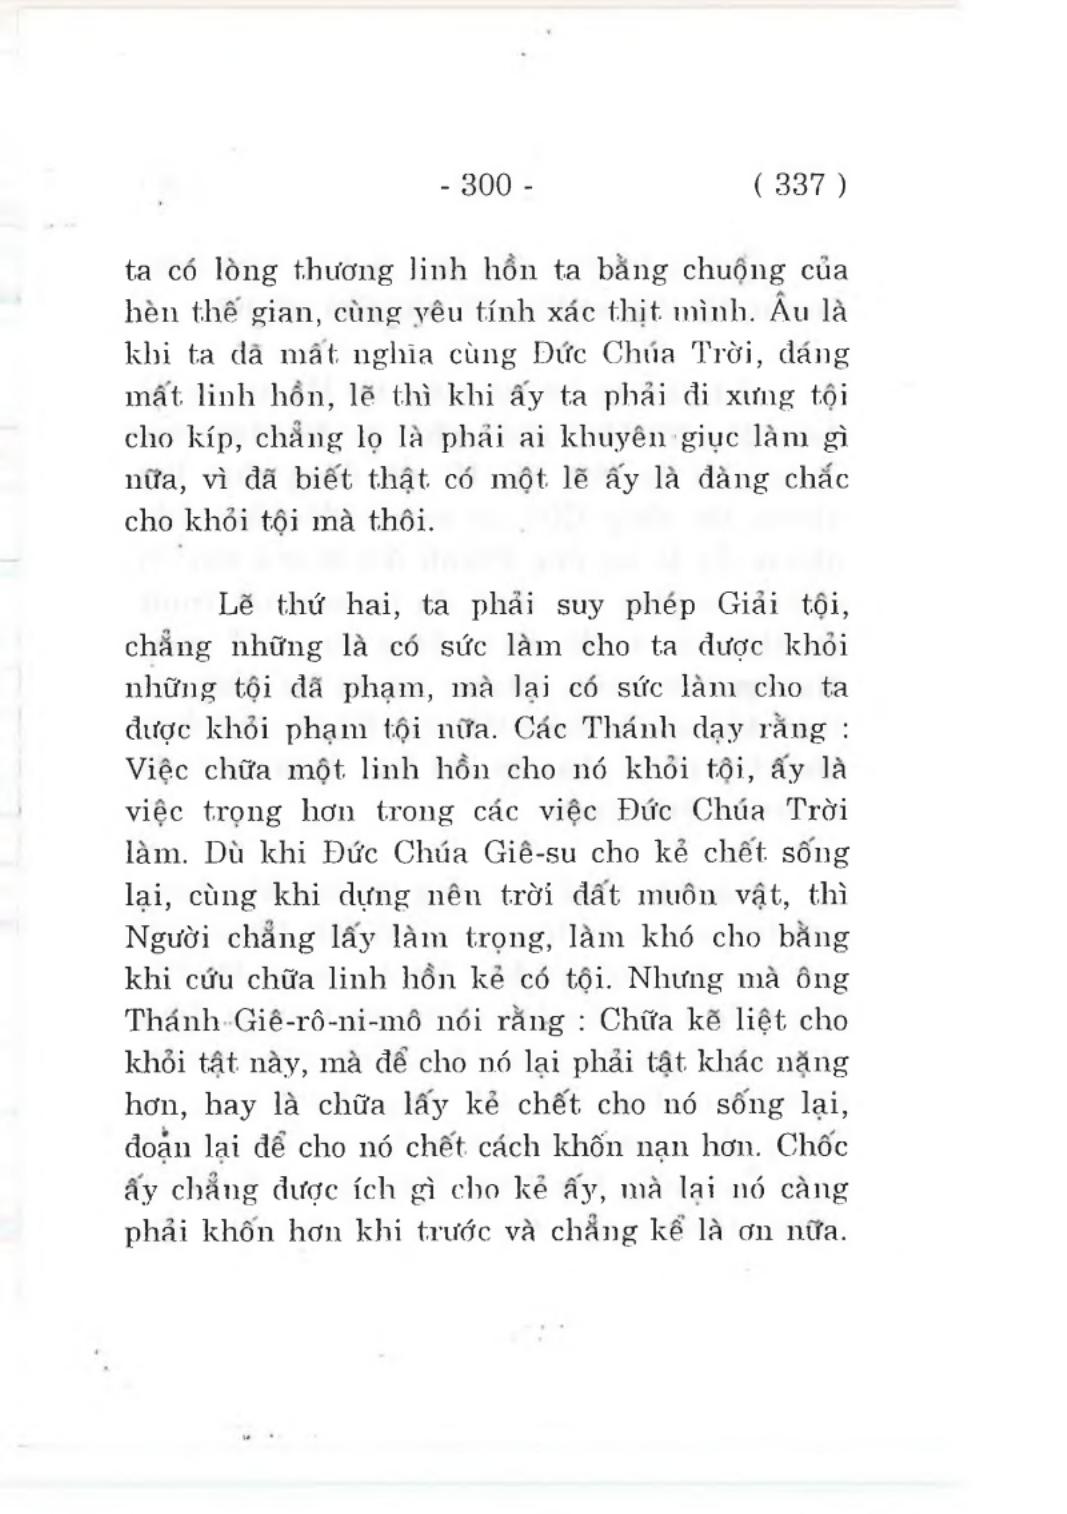 - 300 - ( 337 )
ta có lòng thương linh hồn ta bằng chuộng của
hèn thế gian, cùng yêu tính xác thịt mình. Âu là
khi ta đã mất nghĩa cùng Đức Chúa Trời, đáng
mất linh hồn, lẽ thì khi ấy ta phải đi xưng tội
cho kíp, chẳng lọ là phải ai khuyên giục làm gì
nữa, vì đã biết thật có một lẽ ấy là đàng chắc
cho khỏi tội mà thôi.
Lẽ thứ hai, ta phải suy phép Giải tội,
chẳng những là có sức làm cho ta được khỏi
những tội đã phạm, mà lại có sức làm cho ta
được khỏi phạm tội nữa. Các Thánh dạy rằng :
Việc chữa một linh hồn cho nó khỏi tội, ấy là
việc trọng hơn trong các việc Đức Chúa Trời
làm. Dù khi Đức Chúa Giê-su cho kẻ chết sống
lại, cùng khi dựng nên trời đất muôn vật, thì
Người chẳng lấy làm trọng, làm khó cho bằng
khi cứu chữa linh hồn kẻ có tội. Nhưng mà ông
Thánh Giê-rô-ni-mô nói rằng : Chữa kẽ liệt cho
khỏi tật này, mà để cho nó lại phải tật khác nặng
hơn, hay là chữa lấy kẻ chết cho nó sống lại,
đoạn lại để cho nó chết cách khốn nạn hơn. Chốc
ấy chẳng được ích gì cho kẻ ấy, mà lại nó càng
phải khốn hơn khi trước và chẳng kể là ơn nữa.